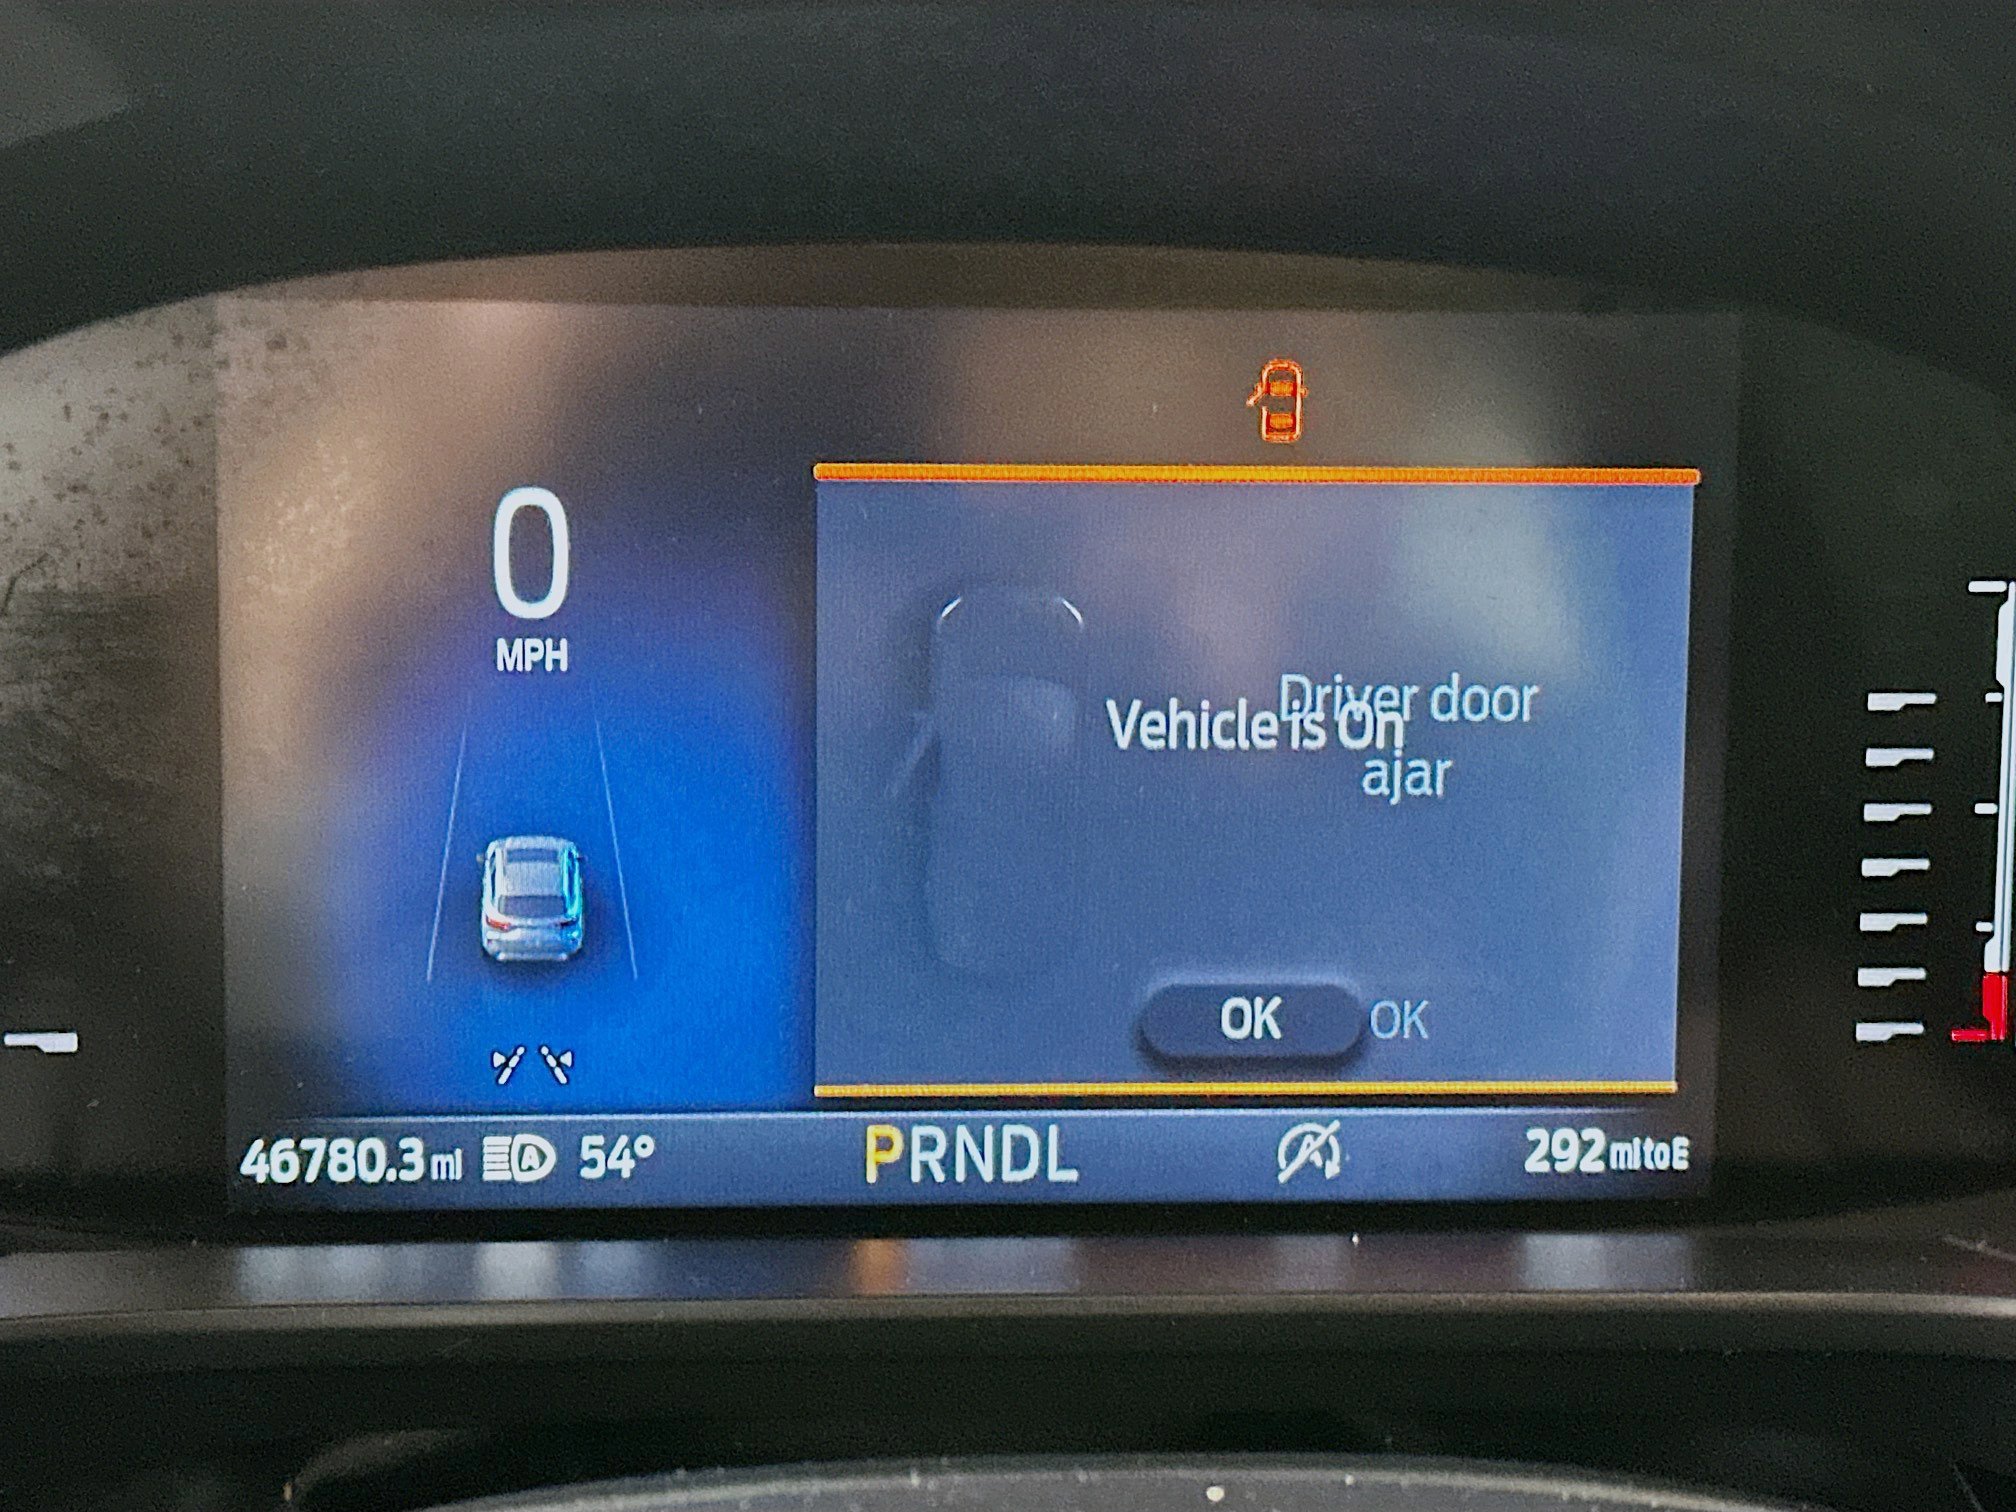 0
MPH
Driver door
Vehicle is On
ajar
OK OK
46780.3 mi A 54° PRNDL A 292 mi to E